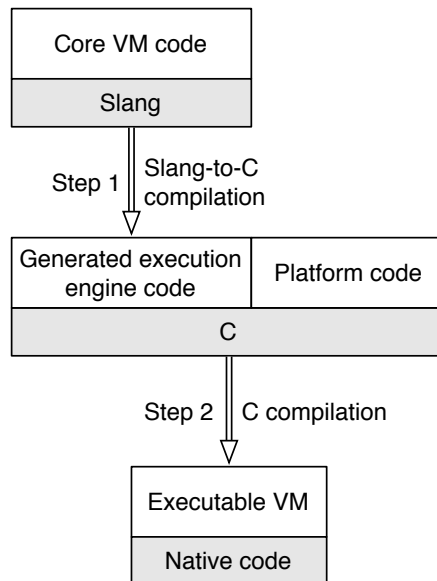 Core VM code
Slang
Step 1
Slang-to-C
compilation
Generated execution
engine code
Platform code
C
Step 2
C compilation
Executable VM
Native code